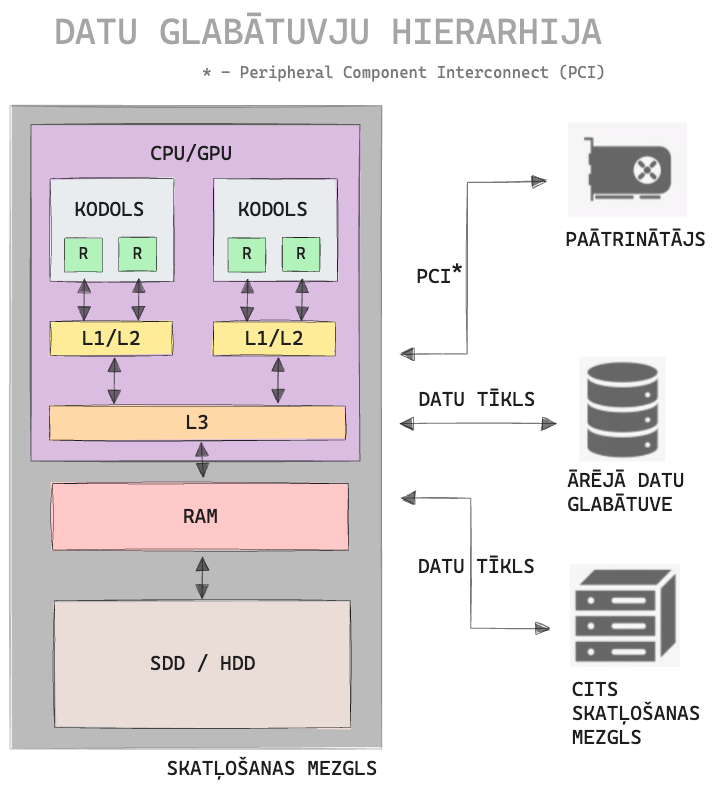 DATU GLABĀTUVJU HIERARHIJA
* – Peripheral Component Interconnect (PCI)
CPU/GPU
KODOLS
KODOLS
R
R
R
R
L1/L2
L1/L2
L3
RAM
SDD / HDD
SKATĻOŠANAS MEZGLS
PCI*
PAĀTRINĀTĀJS
DATU TĪKLS
ĀRĒJĀ DATU
GLABĀTUVE
DATU TĪKLS
CITS
SKATĻOŠANAS
MEZGLS